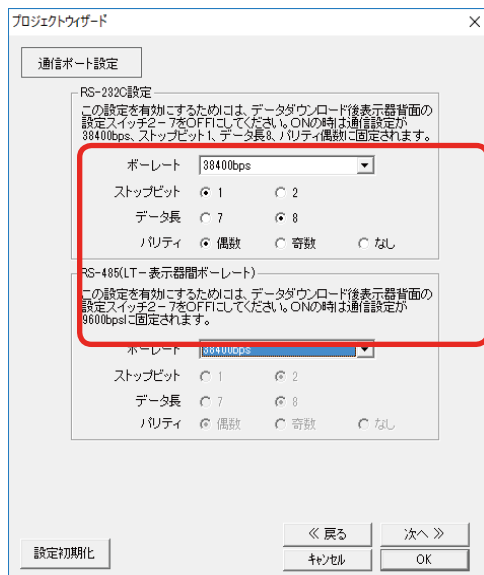 プロジェクトウィザード
通信ポート設定
RS-232C設定
この設定を有効にするためには、データダウンロード後表示器背面の
設定スイッチ2-7をOFFにしてください。ONの時は通信設定が
38400bps、ストップビット1、データ長8、パリティ偶数に固定されます。
ボーレート 38400bps
ストップビット 1 2
データ長 7 8
パリティ 偶数 奇数 なし
RS-485(LT-表示器間ボーレート)
この設定を有効にするためには、データダウンロード後表示器背面の
設定スイッチ2-7をOFFにしてください。ONの時は通信設定が
9600bpsに固定されます。
ボーレート 38400bps
ストップビット 1 2
データ長 7 8
パリティ 偶数 奇数 なし
≪ 戻る 次へ ≫
設定初期化 キャンセル OK